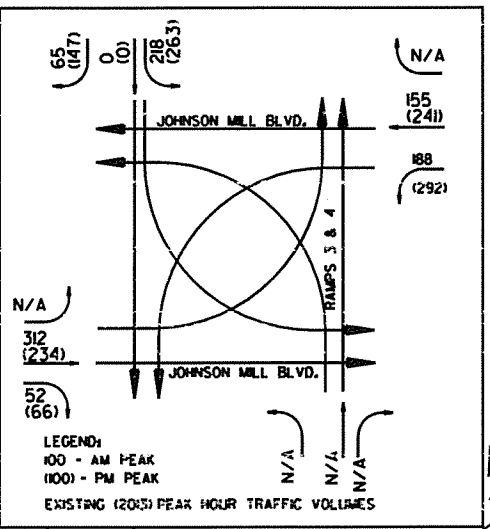 65
(147)
0
(0)
218
(263)
N/A
155
(241)
188
(292)
JOHNSON MILL BLVD.
RAMPS 3 & 4
N/A
312
(234)
52
(66)
JOHNSON MILL BLVD.
N/A
N/A
N/A
LEGEND:
100 - AM PEAK
(100) - PM PEAK
EXISTING (2013) PEAK HOUR TRAFFIC VOLUMES